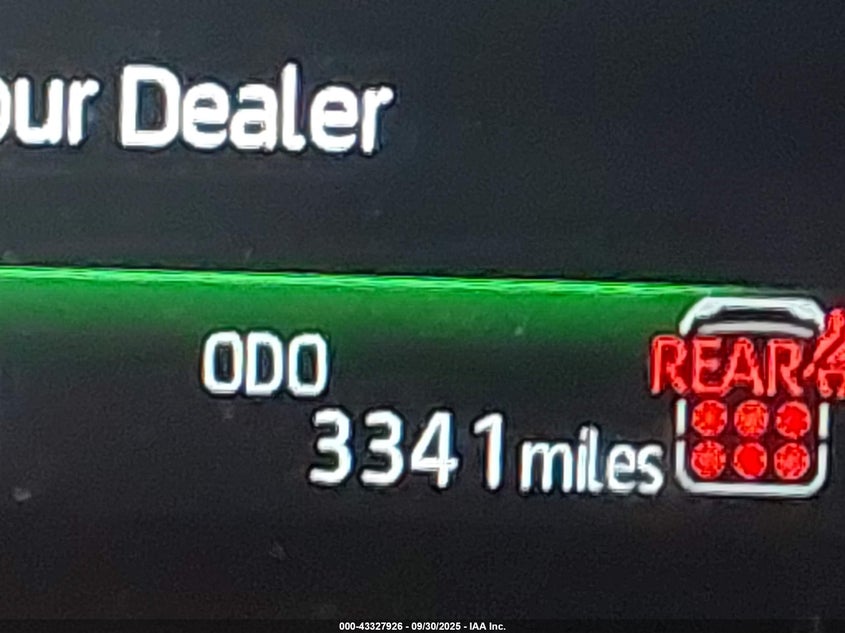 our Dealer
ODO
3341 miles
REAR
000-43327926 - 09/30/2025 - IAA Inc.